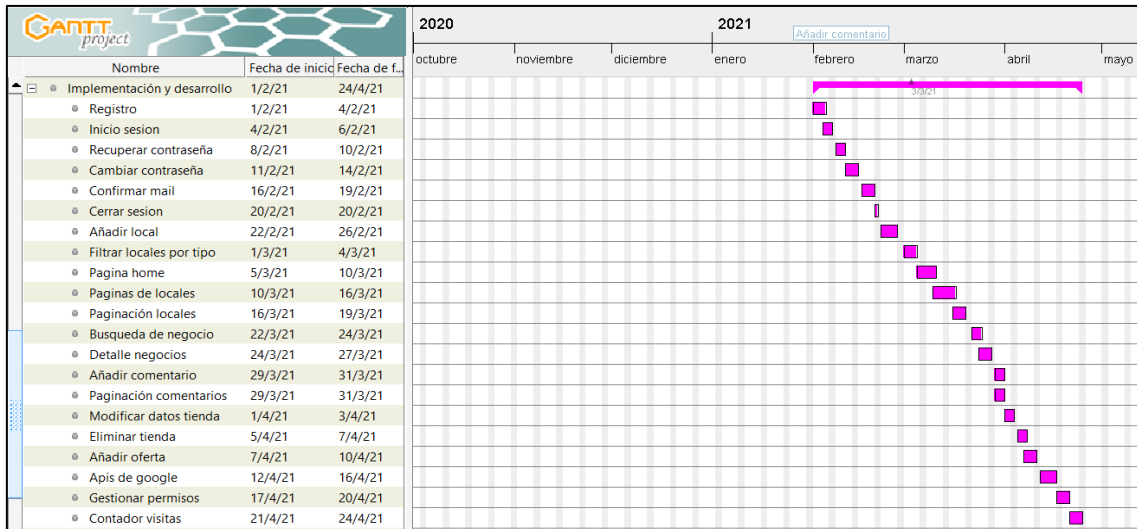 GANTT project
2020 2021
Añadir comentario
octubre noviembre diciembre enero febrero marzo abril mayo
Nombre Fecha de inicio Fecha de f...
Implementación y desarrollo 1/2/21 24/4/21
3/3/21
Registro 1/2/21 4/2/21
Inicio sesion 4/2/21 6/2/21
Recuperar contraseña 8/2/21 10/2/21
Cambiar contraseña 11/2/21 14/2/21
Confirmar mail 16/2/21 19/2/21
Cerrar sesion 20/2/21 20/2/21
Añadir local 22/2/21 26/2/21
Filtrar locales por tipo 1/3/21 4/3/21
Pagina home 5/3/21 10/3/21
Paginas de locales 10/3/21 16/3/21
Paginación locales 16/3/21 19/3/21
Busqueda de negocio 22/3/21 24/3/21
Detalle negocios 24/3/21 27/3/21
Añadir comentario 29/3/21 31/3/21
Paginación comentarios 29/3/21 31/3/21
Modificar datos tienda 1/4/21 3/4/21
Eliminar tienda 5/4/21 7/4/21
Añadir oferta 7/4/21 10/4/21
Apis de google 12/4/21 16/4/21
Gestionar permisos 17/4/21 20/4/21
Contador visitas 21/4/21 24/4/21